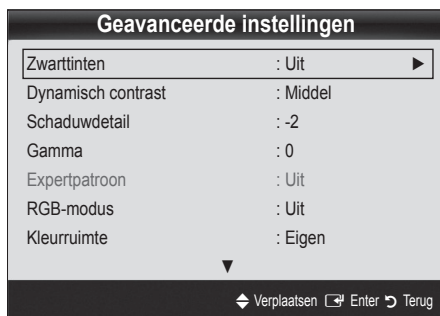 Geavanceerde instellingen
Zwarttinten : Uit ►
Dynamisch contrast : Middel
Schaduwdetail : -2
Gamma : 0
Expertpatroon : Uit
RGB-modus : Uit
Kleurruimte : Eigen
▼
Verplaatsen Enter Terug